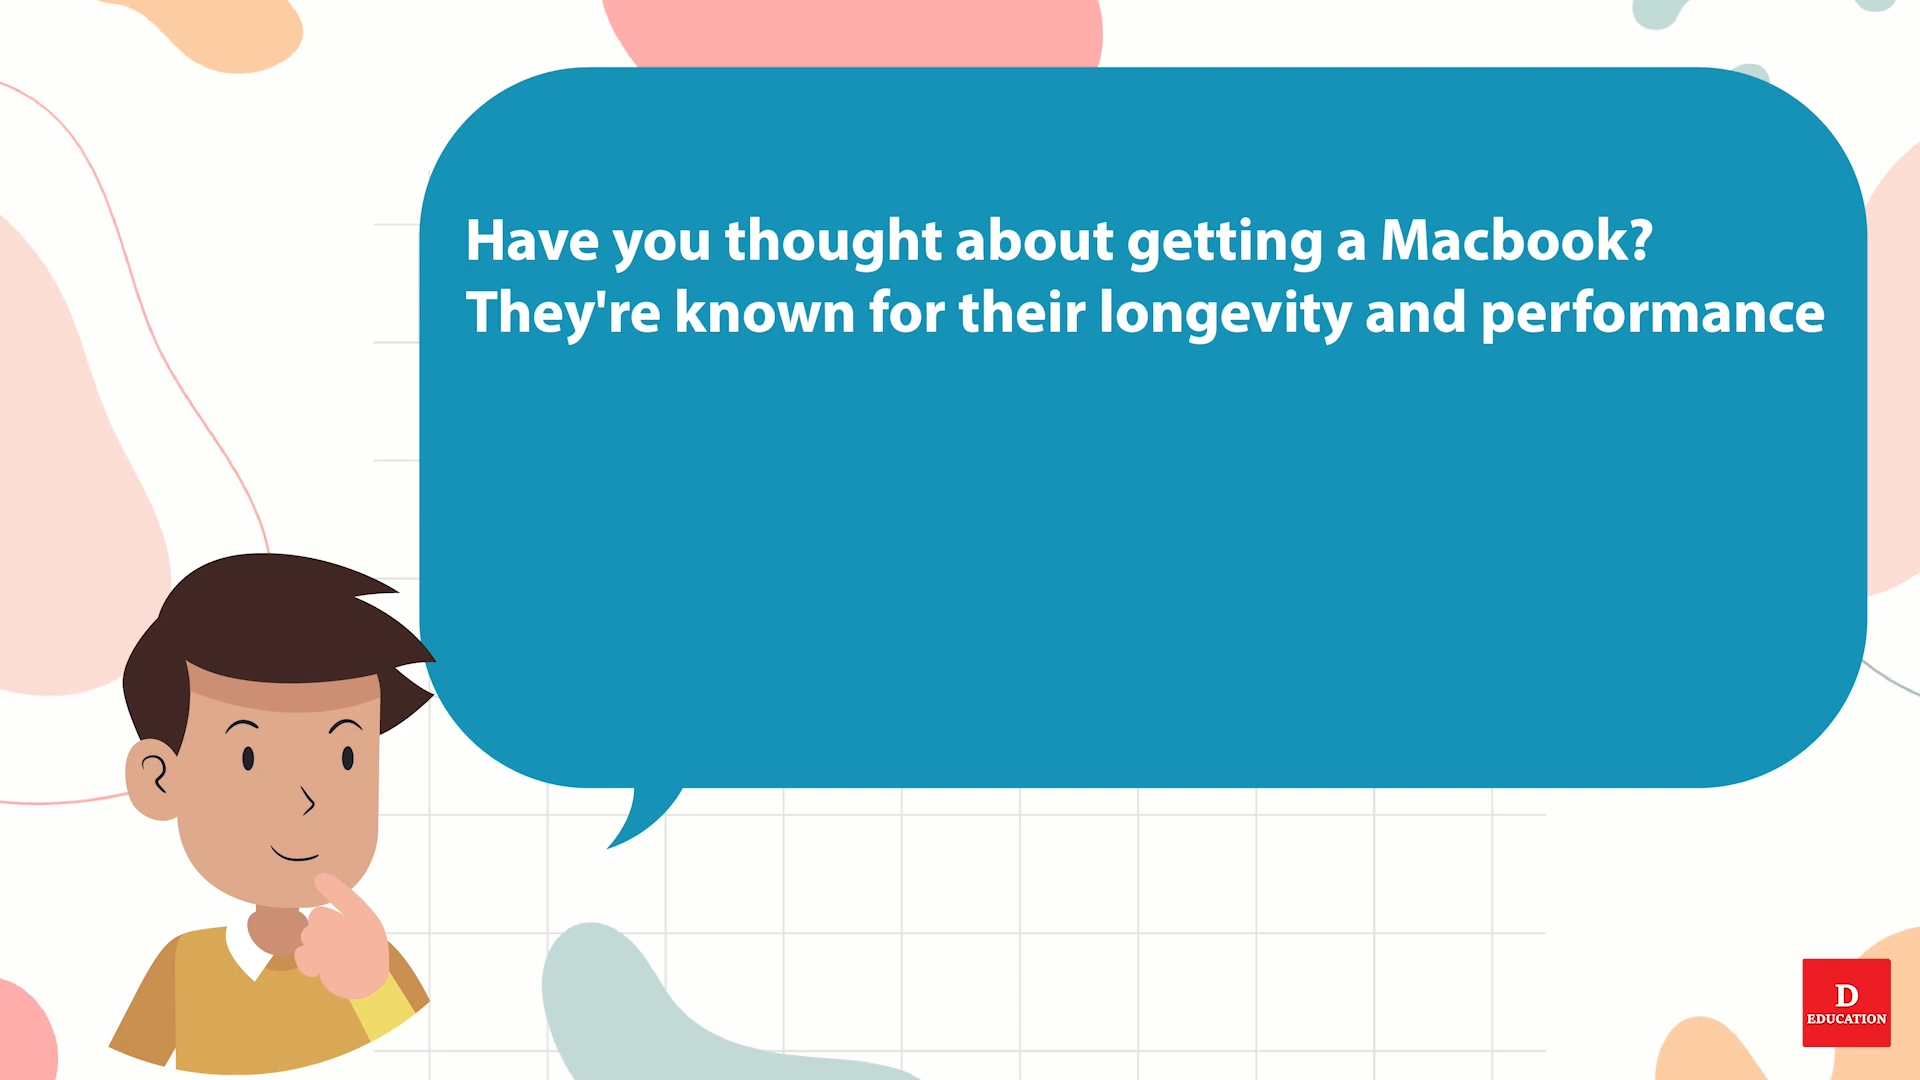 Have you thought about getting a Macbook?
They're known for their longevity and performance
D
EDUCATION